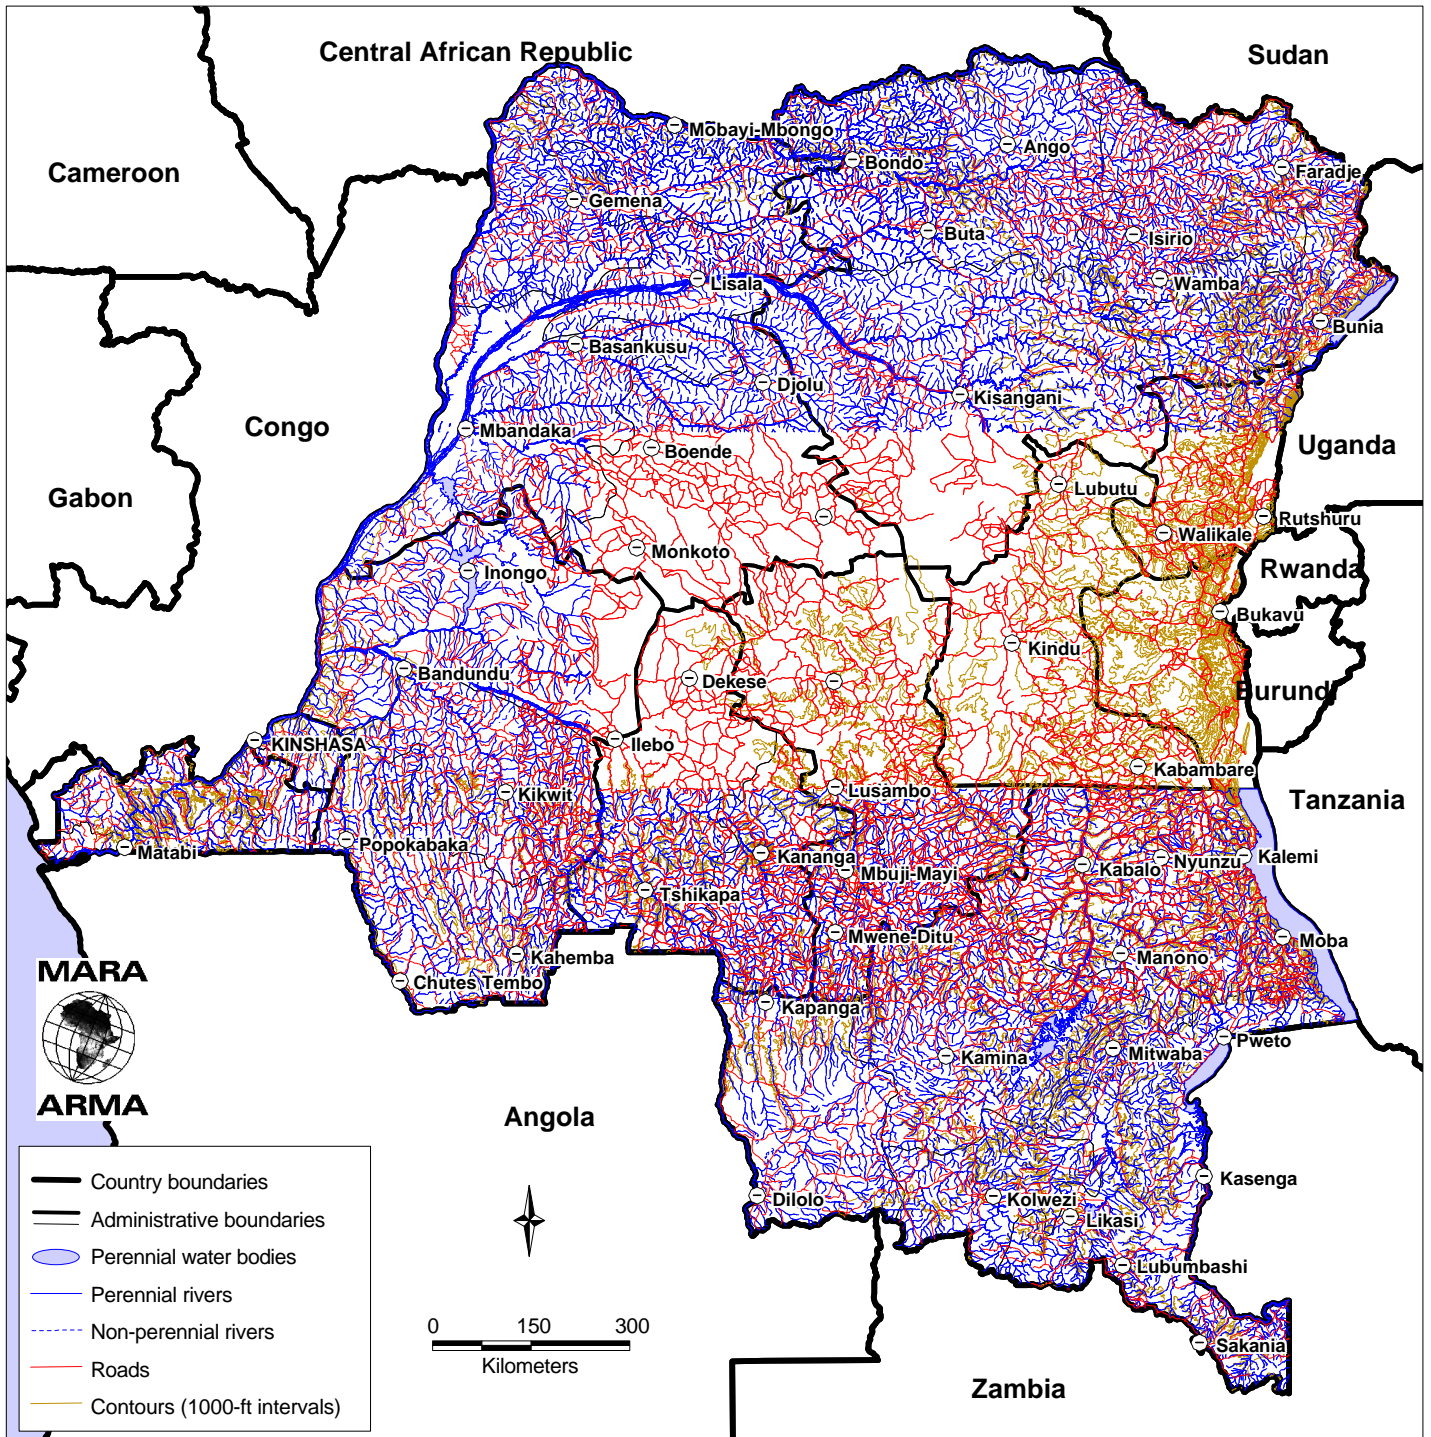 Central African Republic
Sudan
Mobayi-Mbongo
Bondo
Ango
Faradje
Cameroon
Gemena
Buta
Isirio
Lisala
Wamba
Bunia
Basankusu
Djolu
Kisangani
Congo
Mbandaka
Uganda
Boende
Gabon
Lubutu
Rutshuru
Walikale
Monkoto
Inongo
Rwanda
Bukavu
Kindu
Bandundu
Dekese
Burundi
KINSHASA
Ilebo
Kabambare
Kikwit
Lusambo
Tanzania
Matabi
Popokabaka
Kananga
Mbuji-Mayi
Kabalo
Nyunzu
Kalemi
Tshikapa
Mwene-Ditu
Moba
Kahemba
Manono
MARA
Chutes Tembo
Kapanga
Pweto
Kamina
Mitwaba
ARMA
Angola
Kasenga
Dilolo
Kolwezi
Likasi
Lubumbashi
Sakania
Zambia
Country boundaries
Administrative boundaries
Perennial water bodies
Perennial rivers
Non-perennial rivers
Roads
Contours (1000-ft intervals)
0 150 300
Kilometers